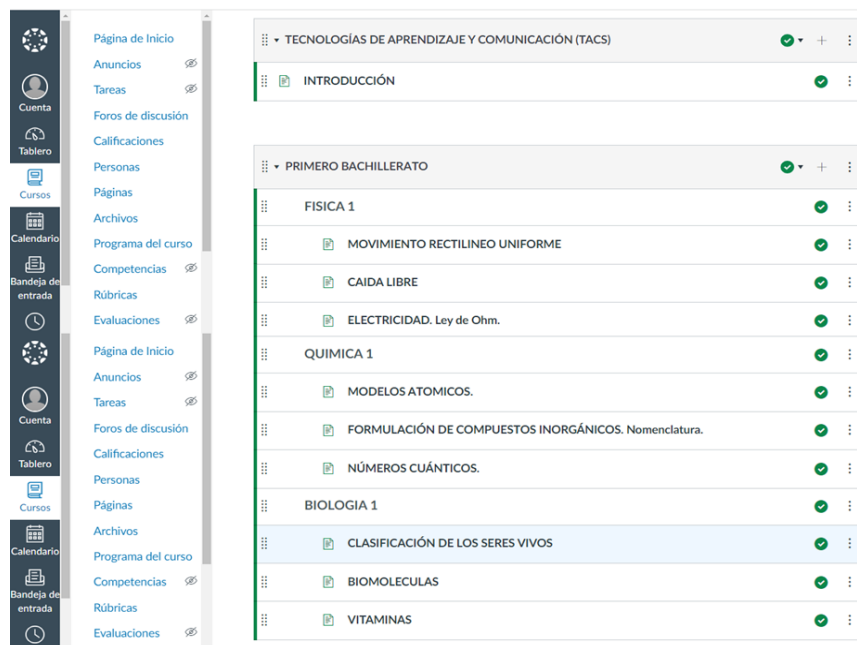 Cuenta
Tablero
Cursos
Calendario
Bandeja de
entrada
Cuenta
Tablero
Cursos
Calendario
Bandeja de
entrada
Página de Inicio
Anuncios
Tareas
Foros de discusión
Calificaciones
Personas
Páginas
Archivos
Programa del curso
Competencias
Rúbricas
Evaluaciones
Página de Inicio
Anuncios
Tareas
Foros de discusión
Calificaciones
Personas
Páginas
Archivos
Programa del curso
Competencias
Rúbricas
Evaluaciones
TECNOLOGÍAS DE APRENDIZAJE Y COMUNICACIÓN (TACS)
INTRODUCCIÓN
PRIMERO BACHILLERATO
FISICA 1
MOVIMIENTO RECTILINEO UNIFORME
CAIDA LIBRE
ELECTRICIDAD. Ley de Ohm.
QUIMICA 1
MODELOS ATOMICOS.
FORMULACIÓN DE COMPUESTOS INORGÁNICOS. Nomenclatura.
NÚMEROS CUÁNTICOS.
BIOLOGIA 1
CLASIFICACIÓN DE LOS SERES VIVOS
BIOMOLECULAS
VITAMINAS